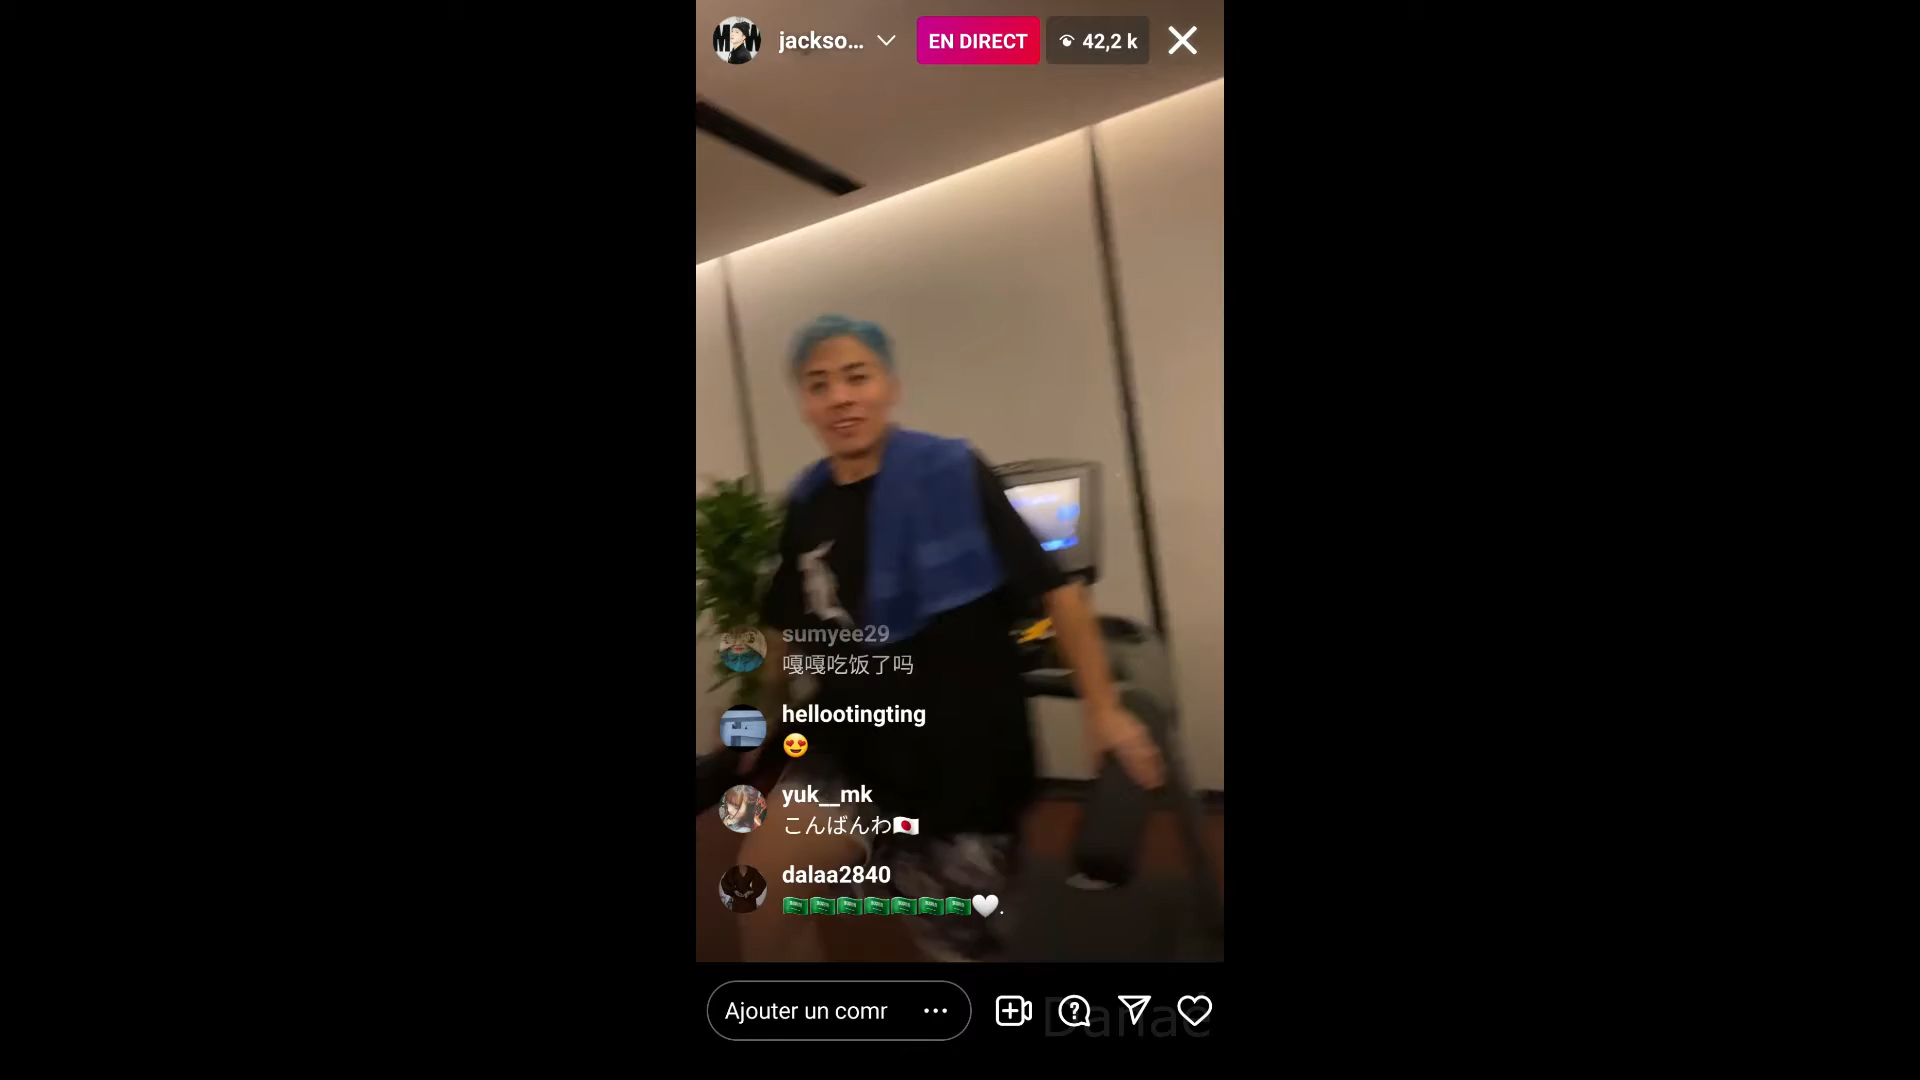 jackso...
EN DIRECT
42,2 k
sumyee29
嘎嘎吃饭了吗
hellootingting
😍
yuk__mk
こんばんわ🇯🇵
dalaa2840
🇸🇦🇸🇦🇸🇦🇸🇦🇸🇦🇸🇦🇸🇦🤍.
Ajouter un comr
Danaé